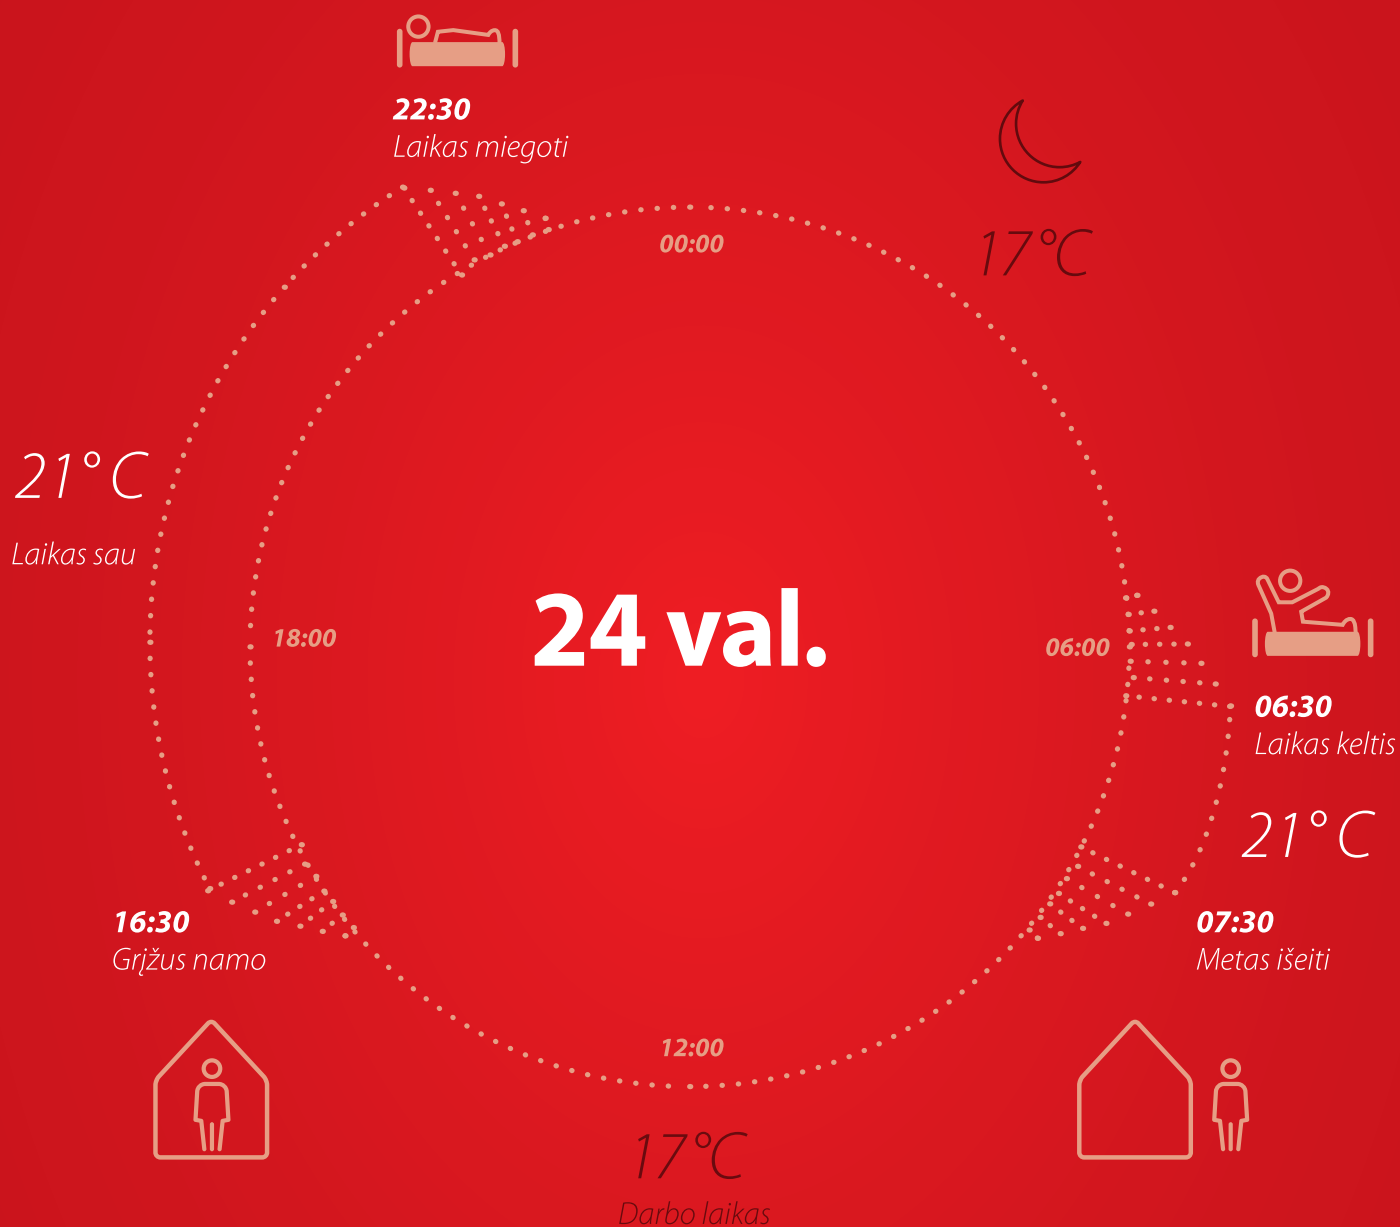 22:30
Laikas miegoti
00:00
17°C
21°C
Laikas sau
18:00
24 val.
06:00
06:30
Laikas keltis
21°C
16:30
Grįžus namo
07:30
Metas išeiti
12:00
17°C
Darbo laikas